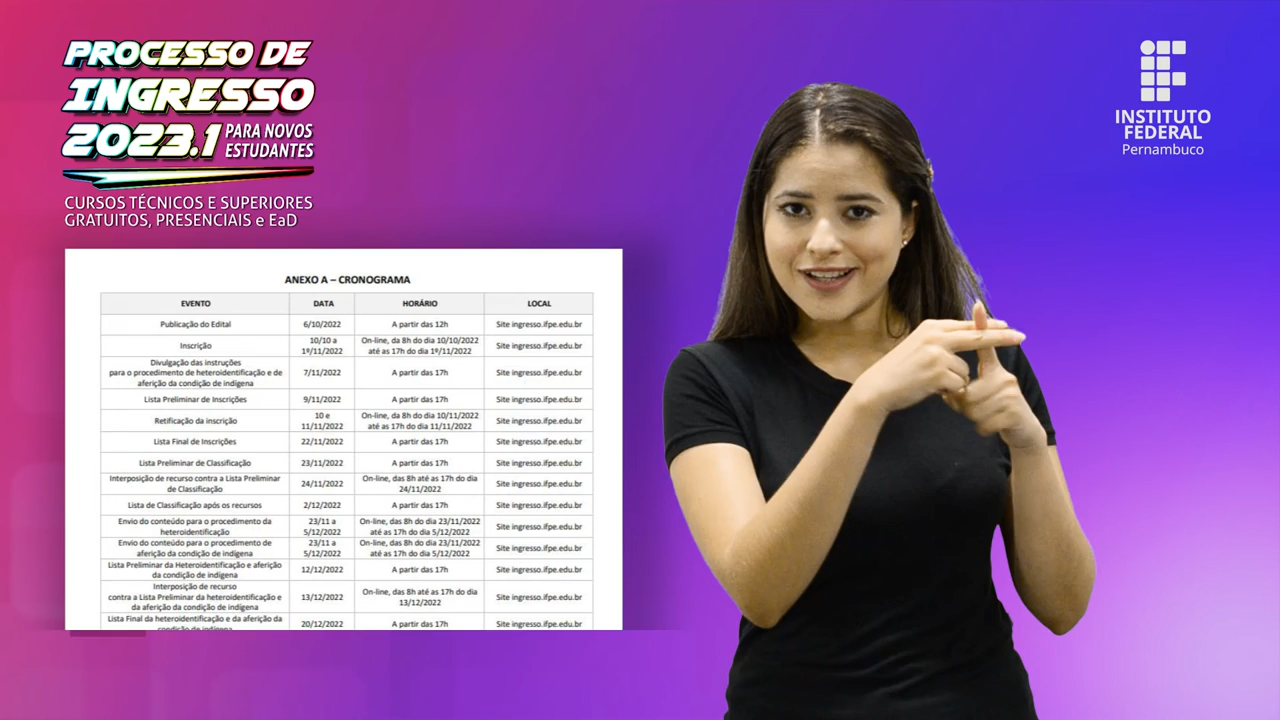 PROCESSO DE
INGRESSO
2023.1 PARA NOVOS
ESTUDANTES
CURSOS TÉCNICOS E SUPERIORES
GRATUITOS, PRESENCIAIS e EaD
INSTITUTO
FEDERAL
Pernambuco
ANEXO A – CRONOGRAMA
EVENTO DATA HORÁRIO LOCAL
Publicação do Edital 6/10/2022 A partir das 12h Site ingresso.ifpe.edu.br
Inscrição 10/10 a 1º/11/2022 On-line, da 8h do dia 10/10/2022 até as 17h do dia 1º/11/2022 Site ingresso.ifpe.edu.br
Divulgação das instruções para o procedimento de heteroidentificação e de aferição da condição de indígena 7/11/2022 A partir das 17h Site ingresso.ifpe.edu.br
Lista Preliminar de Inscrições 9/11/2022 A partir das 17h Site ingresso.ifpe.edu.br
Retificação da inscrição 10 e 11/11/2022 On-line, da 8h do dia 10/11/2022 até as 17h do dia 11/11/2022 Site ingresso.ifpe.edu.br
Lista Final de Inscrições 22/11/2022 A partir das 17h Site ingresso.ifpe.edu.br
Lista Preliminar de Classificação 23/11/2022 A partir das 17h Site ingresso.ifpe.edu.br
Interposição de recurso contra a Lista Preliminar de Classificação 24/11/2022 On-line, das 8h até as 17h do dia 24/11/2022 Site ingresso.ifpe.edu.br
Lista de Classificação após os recursos 2/12/2022 A partir das 17h Site ingresso.ifpe.edu.br
Envio do conteúdo para o procedimento da heteroidentificação 23/11 a 5/12/2022 On-line, das 8h do dia 23/11/2022 até as 17h do dia 5/12/2022 Site ingresso.ifpe.edu.br
Envio do conteúdo para o procedimento de aferição da condição de indígena 23/11 a 5/12/2022 On-line, das 8h do dia 23/11/2022 até as 17h do dia 5/12/2022 Site ingresso.ifpe.edu.br
Lista Preliminar da Heteroidentificação e aferição da condição de indígena 12/12/2022 A partir das 17h Site ingresso.ifpe.edu.br
Interposição de recurso contra a Lista Preliminar da heteroidentificação e da aferição da condição de indígena 13/12/2022 On-line, das 8h até as 17h do dia 13/12/2022 Site ingresso.ifpe.edu.br
Lista Final da heteroidentificação e da aferição da condição de indígena 20/12/2022 A partir das 17h Site ingresso.ifpe.edu.br